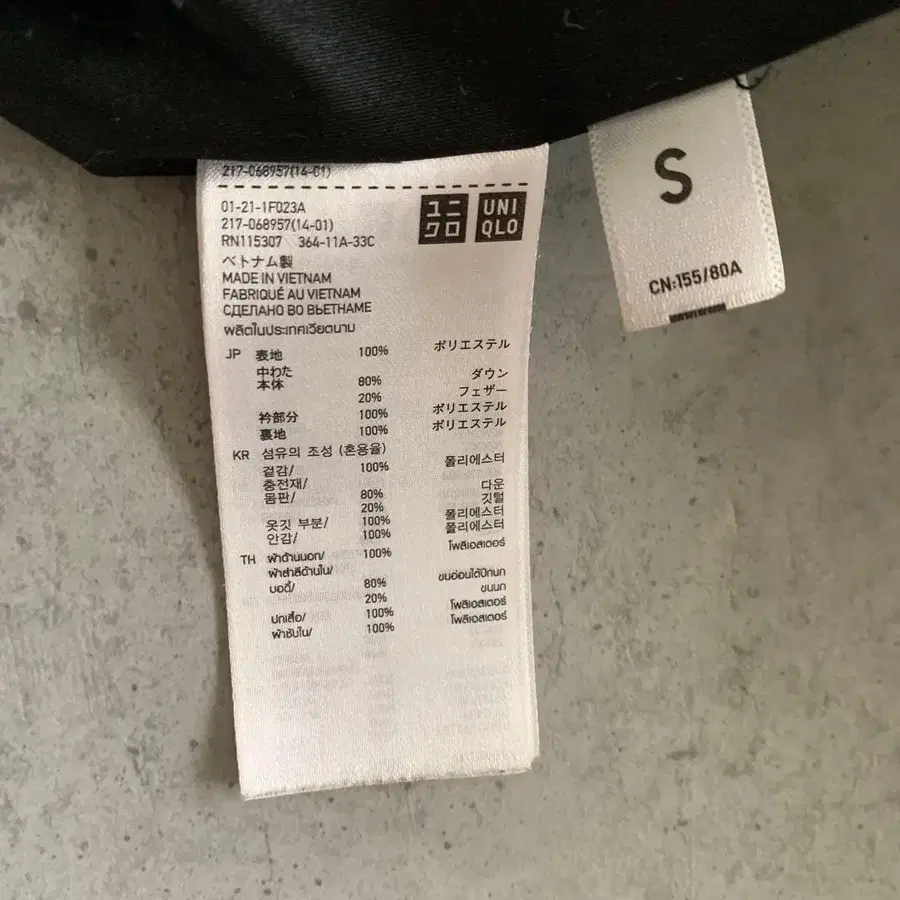 217-068957(14-01)
01-21-1F023A
217-068957(14-01)
RN115307 364-11A-33C
ユニクロ
UNIQLO
ベトナム製
MADE IN VIETNAM
FABRIQUÉ AU VIETNAM
СДЕЛАНО ВО ВЬЕТНАМЕ
ผลิตในประเทศเวียดนาม
JP 表地 100% ポリエステル
中わた
本体 80% ダウン
20% フェザー
衿部分 100% ポリエステル
裏地 100% ポリエステル
KR 섬유의 조성 (혼용율)
겉감/ 100% 폴리에스터
충전재/
몸판/ 80% 다운
20% 깃털
옷깃 부분/ 100% 폴리에스터
안감/ 100% 폴리에스터
TH ผ้าด้านนอก/ 100% โพลิเอสเตอร์
ผ้าสาลีด้านใน/
บอดี้/ 80% ขนอ่อนใต้ปีกนก
20% ขนนก
ปกเสื้อ/ 100% โพลิเอสเตอร์
ผ้าซับใน/ 100% โพลิเอสเตอร์
S
CN:155/80A